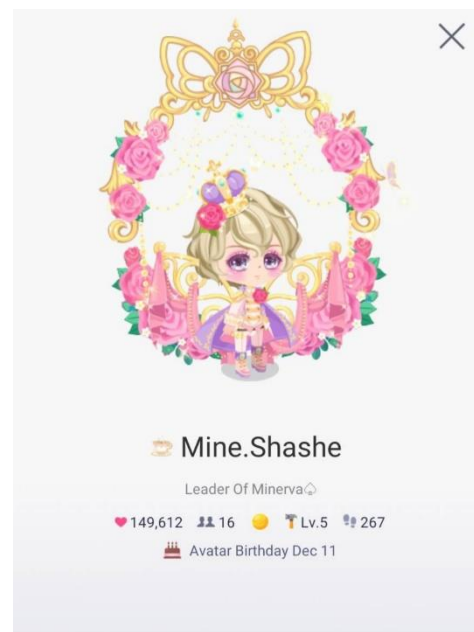 Mine.Shashe
Leader Of Minerva♤
149,612 16 Lv.5 267
Avatar Birthday Dec 11